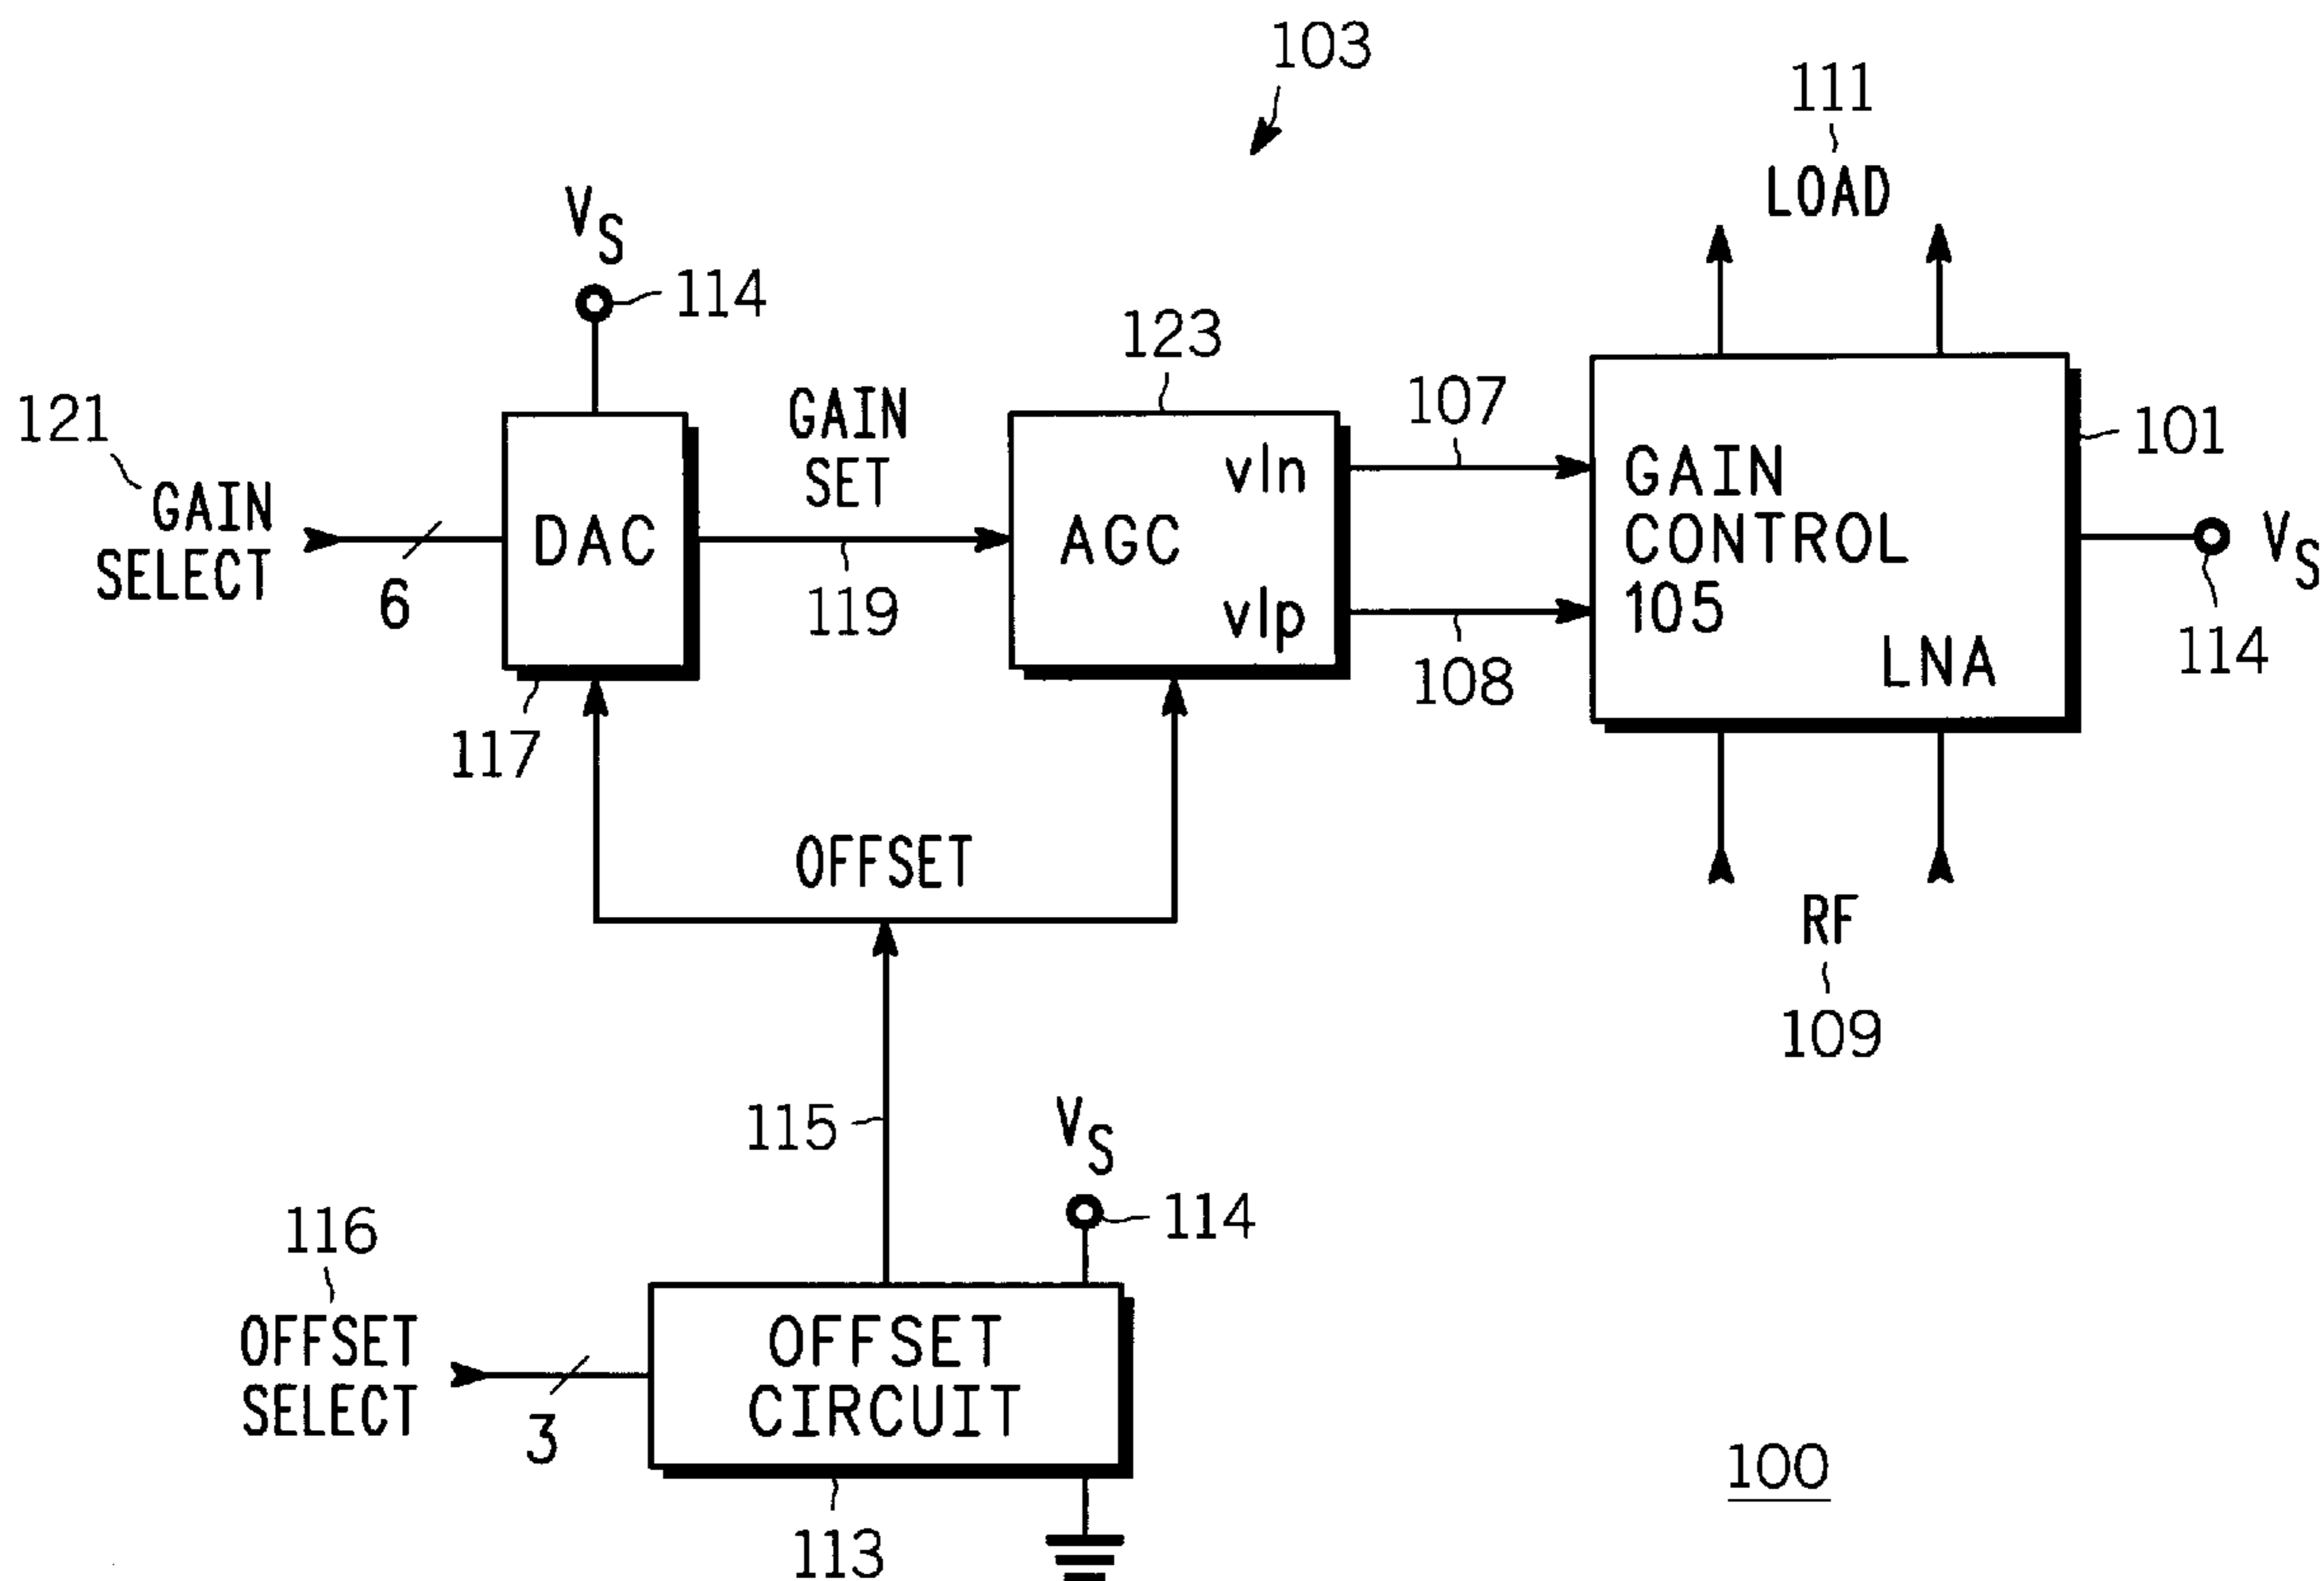 103
111
LOAD
VS
114
123
107
121
GAIN
SET
vln
101
GAIN
SELECT
DAC
AGC
GAIN
CONTROL
105
VS
6
119
vlp
LNA
108
114
117
OFFSET
RF
109
115
VS
114
116
OFFSET
SELECT
3
OFFSET
CIRCUIT
113
100